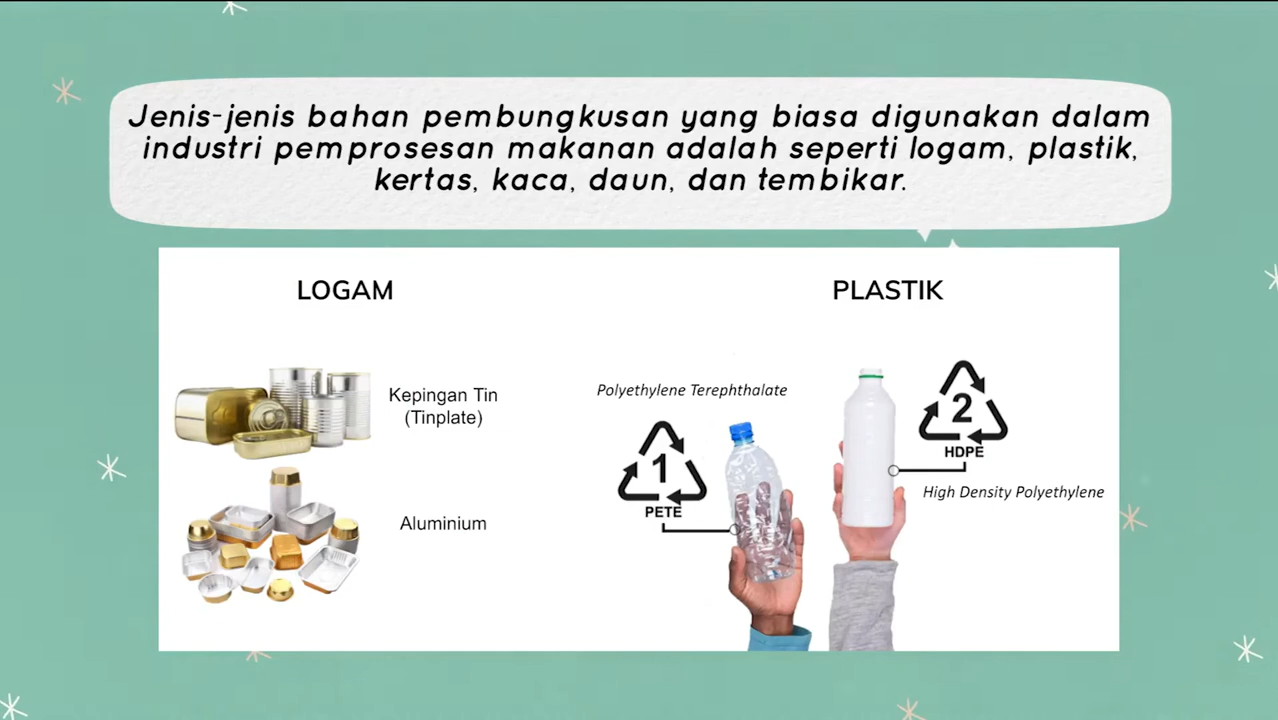 Jenis-jenis bahan pembungkusan yang biasa digunakan dalam
industri pemprosesan makanan adalah seperti logam, plastik,
kertas, kaca, daun, dan tembikar.
LOGAM
Kepingan Tin
(Tinplate)
Aluminium
PLASTIK
Polyethylene Terephthalate
1
PETE
2
HDPE
High Density Polyethylene